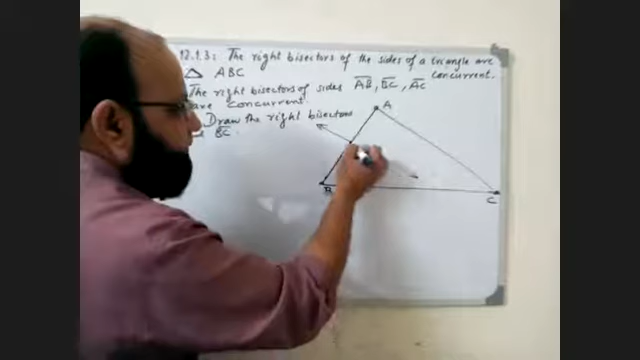 12.1.3: The right bisectors of the sides of a triangle are
concurrent.
△ ABC
The right bisectors of sides AB, BC, AC
are concurrent
Draw the right bisectors
BC.
A
B
C